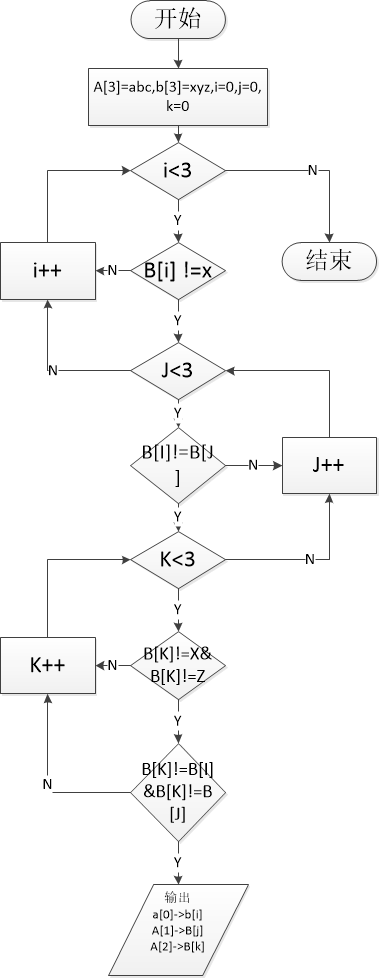 开始
A[3]=abc,b[3]=xyz,i=0,j=0,
k=0
i<3
N
Y
结束
i++
N
B[i] !=x
Y
N
J<3
Y
B[I]!=B[J
]
N
J++
Y
K<3
N
Y
K++
N
B[K]!=X&
B[K]!=Z
Y
N
B[K]!=B[I]
&B[K]!=B
[J]
Y
输出
a[0]->b[i]
A[1]->B[j]
A[2]->B[k]